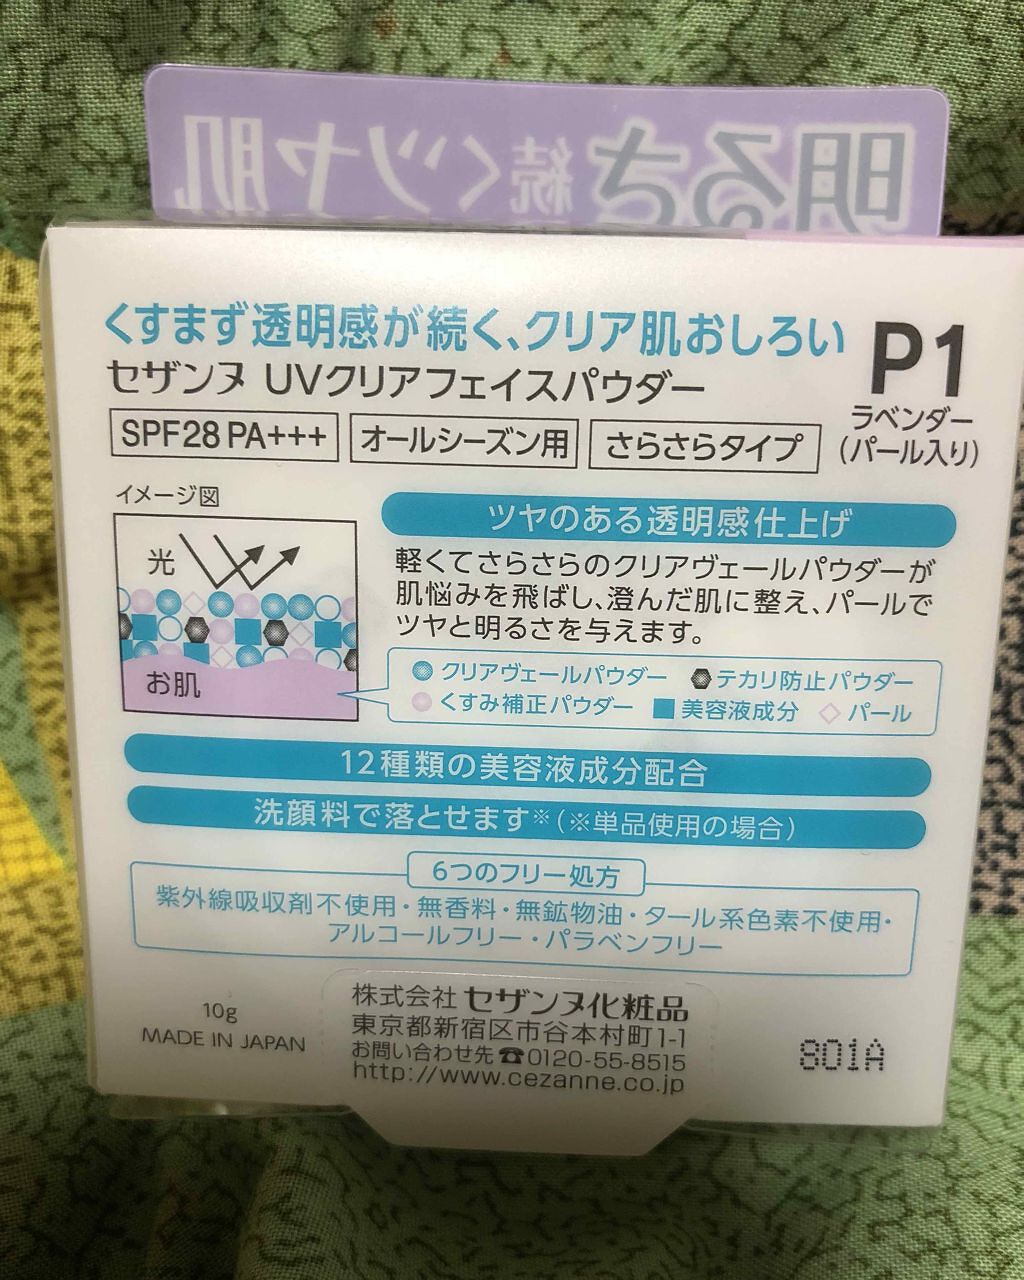 明るさ続くツヤ肌
くすまず透明感が続く、クリア肌おしろい
セザンヌ UVクリアフェイスパウダー
P1
ラベンダー
(パール入り)
SPF28 PA+++
オールシーズン用
さらさらタイプ
イメージ図
光
お肌
ツヤのある透明感仕上げ
軽くてさらさらのクリアヴェールパウダーが
肌悩みを飛ばし、澄んだ肌に整え、パールで
ツヤと明るさを与えます。
クリアヴェールパウダー テカリ防止パウダー
くすみ補正パウダー 美容液成分 パール
12種類の美容液成分配合
洗顔料で落とせます※(※単品使用の場合)
6つのフリー処方
紫外線吸収剤不使用・無香料・無鉱物油・タール系色素不使用・
アルコールフリー・パラベンフリー
10g
MADE IN JAPAN
株式会社 セザンヌ化粧品
東京都新宿区市谷本村町1-1
お問い合わせ先☎0120-55-8515
http://www.cezanne.co.jp
801A